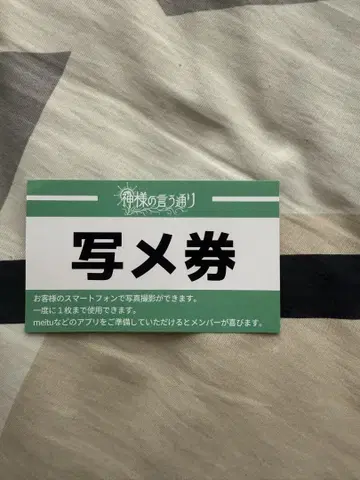 神様の言う通り
写メ券
お客様のスマートフォンで写真撮影ができます。
一度に1枚まで使用できます。
meituなどのアプリをご準備していただけるとメンバーが喜びます。